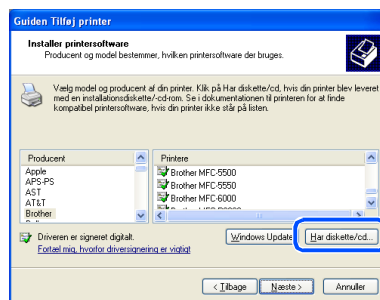 Guiden Tilføj printer
Installer printersoftware
Producent og model bestemmer, hvilken printersoftware der bruges.
Vælg model og producent af din printer. Klik på Har diskette/cd, hvis din printer blev leveret
med en installationsdiskette/-cd-rom. Se i dokumentationen til printeren for at finde
kompatibel printersoftware, hvis din printer ikke står på listen.
Producent
Apple
APS-PS
AST
AT&T
Brother
Printere
Brother MFC-5500
Brother MFC-5550
Brother MFC-6000
Driveren er signeret digitalt.
Fortæl mig, hvorfor driversignering er vigtigt
Windows Update
Har diskette/cd...
< Tilbage
Næste >
Annuller